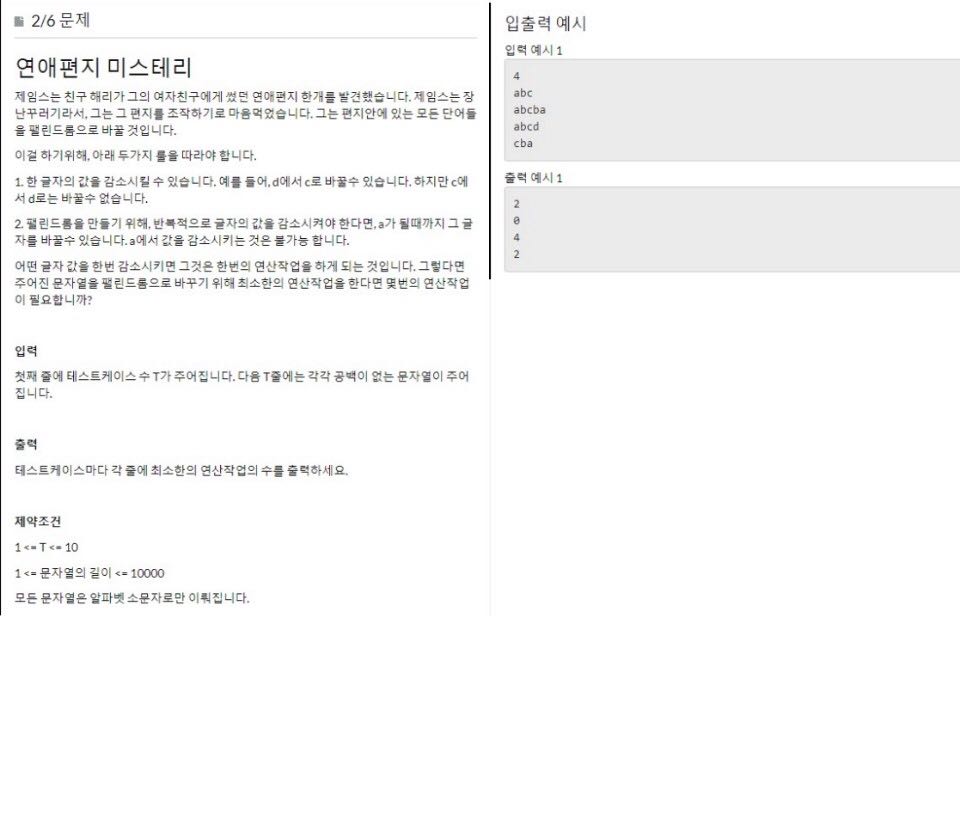 2/6 문제
연애편지 미스테리
제임스는 친구 해리가 그의 여자친구에게 썼던 연애편지 한개를 발견했습니다. 제임스는 장
난꾸러기라서, 그는 그 편지를 조작하기로 마음먹었습니다. 그는 편지안에 있는 모든 단어들
을 팰린드롬으로 바꿀 것입니다.
이걸 하기위해, 아래 두가지 룰을 따라야 합니다.
1. 한 글자의 값을 감소시킬 수 있습니다. 예를 들어, d에서 c로 바꿀수 있습니다. 하지만 c에
서 d로는 바꿀수 없습니다.
2. 팰린드롬을 만들기 위해, 반복적으로 글자의 값을 감소시켜야 한다면, a가 될때까지 그 글
자를 바꿀수 있습니다. a에서 값을 감소시키는 것은 불가능 합니다.
어떤 글자 값을 한번 감소시키면 그것은 한번의 연산작업을 하게 되는 것입니다. 그렇다면
주어진 문자열을 팰린드롬으로 바꾸기 위해 최소한의 연산작업을 한다면 몇번의 연산작업
이 필요합니까?
입력
첫째 줄에 테스트케이스 수 T가 주어집니다. 다음 T줄에는 각각 공백이 없는 문자열이 주어
집니다.
출력
테스트케이스마다 각 줄에 최소한의 연산작업의 수를 출력하세요.
제약조건
1 <= T <= 10
1 <= 문자열의 길이 <= 10000
모든 문자열은 알파벳 소문자로만 이뤄집니다.
입출력 예시
입력 예시 1
4
abc
abcba
abcd
cba
출력 예시 1
2
0
4
2